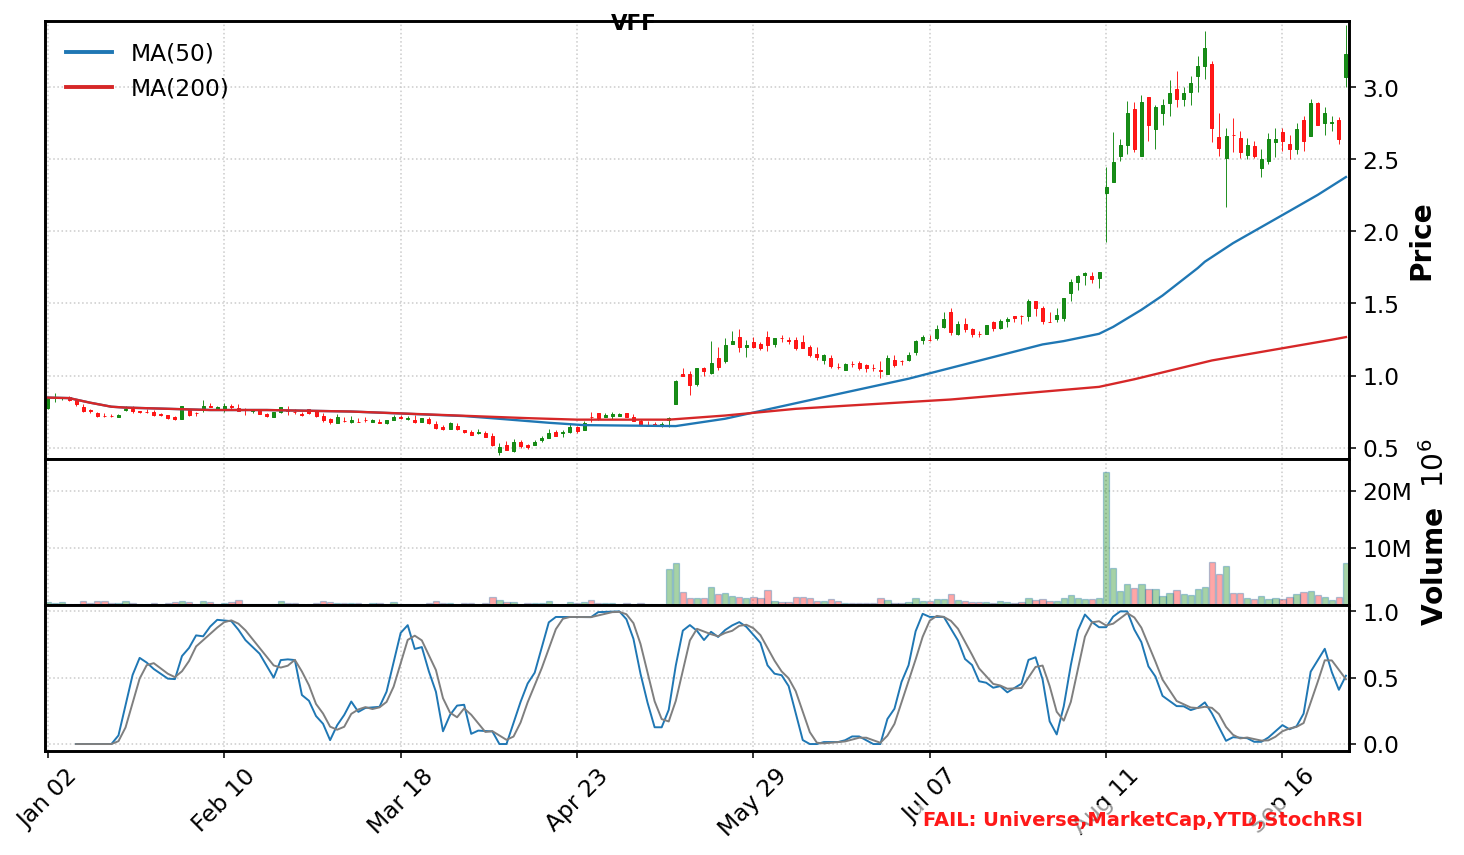 VFF
MA(50)
MA(200)
3.0
2.5
2.0
1.5
1.0
0.5
Price
20M
10M
Volume 10⁶
1.0
0.5
0.0
Jan 02
Feb 10
Mar 18
Apr 23
May 29
Jul 07
Aug 11
Sep 16
FAIL: Universe,MarketCap,YTD,StochRSI